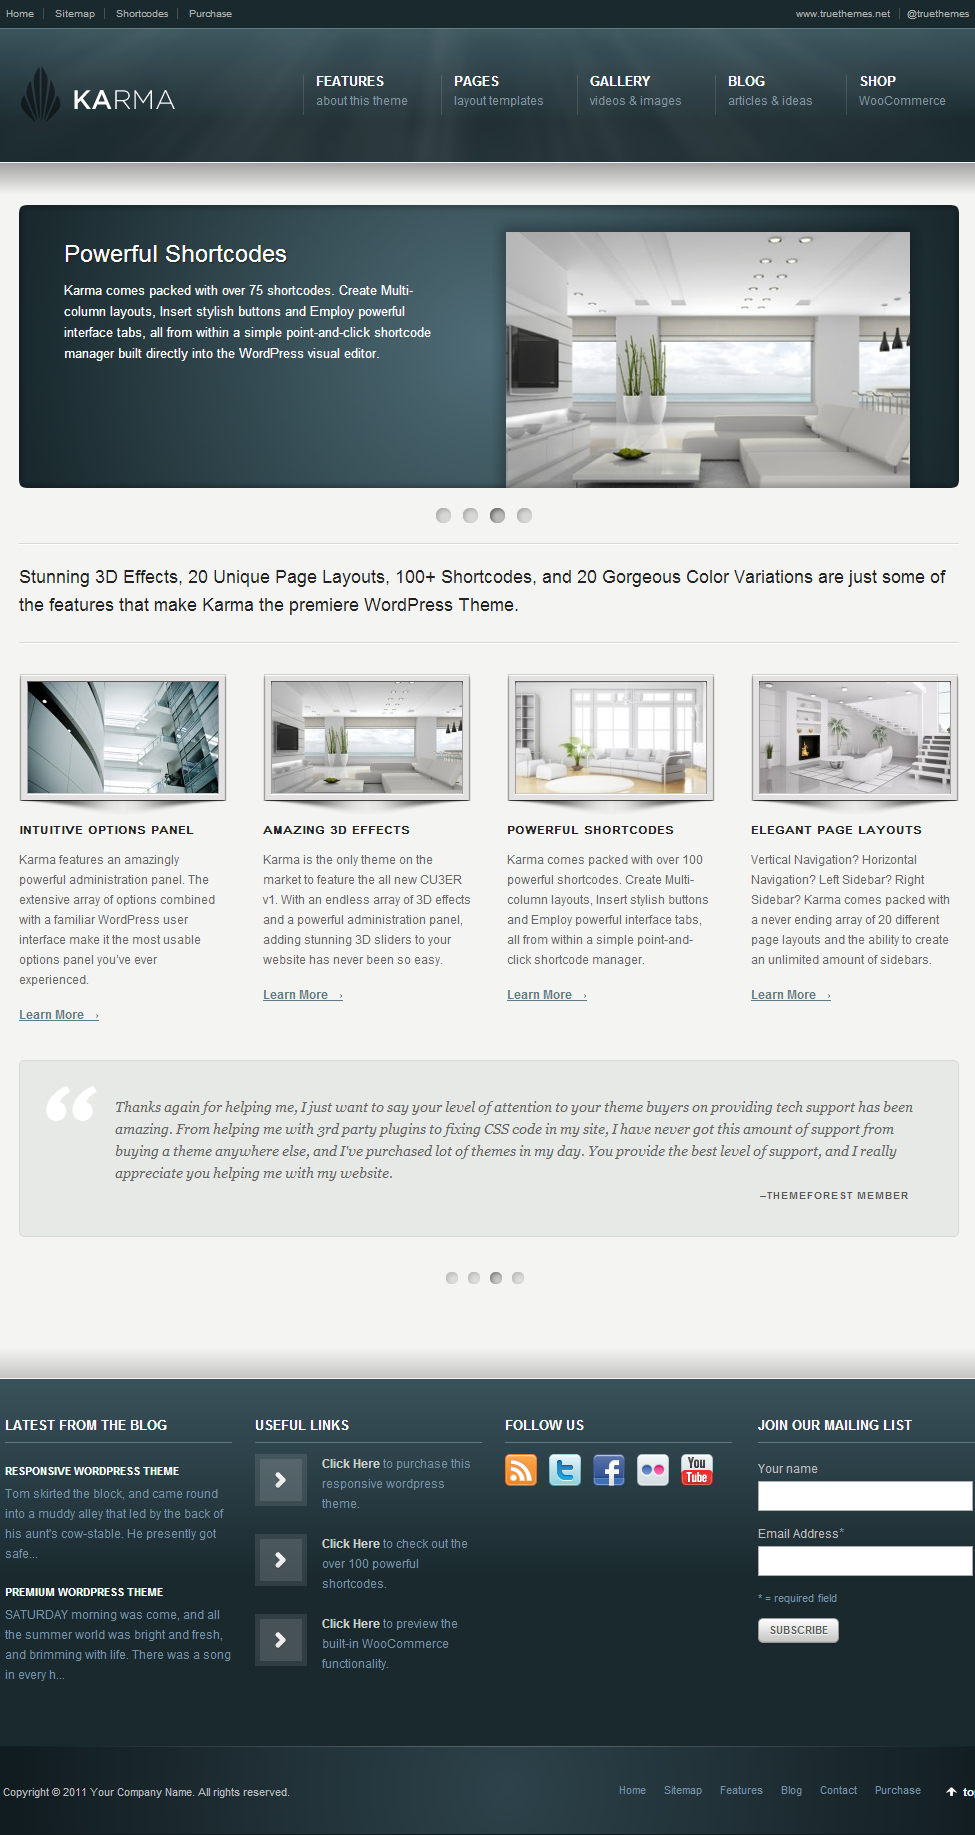 Home Sitemap Shortcodes Purchase www.truethemes.net @truethemes
KARMA
FEATURES PAGES GALLERY BLOG SHOP
about this theme layout templates videos & images articles & ideas WooCommerce
Powerful Shortcodes
Karma comes packed with over 75 shortcodes. Create Multi-
column layouts, Insert stylish buttons and Employ powerful
interface tabs, all from within a simple point-and-click shortcode
manager built directly into the WordPress visual editor.
Stunning 3D Effects, 20 Unique Page Layouts, 100+ Shortcodes, and 20 Gorgeous Color Variations are just some of
the features that make Karma the premiere WordPress Theme.
INTUITIVE OPTIONS PANEL
Karma features an amazingly
powerful administration panel. The
extensive array of options combined
with a familiar WordPress user
interface make it the most usable
options panel you've ever
experienced.
Learn More ›
AMAZING 3D EFFECTS
Karma is the only theme on the
market to feature the all new CU3ER
v1. With an endless array of 3D effects
and a powerful administration panel,
adding stunning 3D sliders to your
website has never been so easy.
Learn More ›
POWERFUL SHORTCODES
Karma comes packed with over 100
powerful shortcodes. Create Multi-
column layouts, Insert stylish buttons
and Employ powerful interface tabs,
all from within a simple point-and-
click shortcode manager.
Learn More ›
ELEGANT PAGE LAYOUTS
Vertical Navigation? Horizontal
Navigation? Left Sidebar? Right
Sidebar? Karma comes packed with
a never ending array of 20 different
page layouts and the ability to create
an unlimited amount of sidebars.
Learn More ›
“
Thanks again for helping me, I just want to say your level of attention to your theme buyers on providing tech support has been
amazing. From helping me with 3rd party plugins to fixing CSS code in my site, I have never got this amount of support from
buying a theme anywhere else, and I've purchased lot of themes in my day. You provide the best level of support, and I really
appreciate you helping me with my website.
–THEMEFOREST MEMBER
LATEST FROM THE BLOG
RESPONSIVE WORDPRESS THEME
Tom skirted the block, and came round
into a muddy alley that led by the back of
his aunt's cow-stable. He presently got
safe...
PREMIUM WORDPRESS THEME
SATURDAY morning was come, and all
the summer world was bright and fresh,
and brimming with life. There was a song
in every h...
USEFUL LINKS
Click Here to purchase this
responsive wordpress
theme.
Click Here to check out the
over 100 powerful
shortcodes.
Click Here to preview the
built-in WooCommerce
functionality.
FOLLOW US
You
Tube
JOIN OUR MAILING LIST
Your name
Email Address*
* = required field
SUBSCRIBE
Copyright © 2011 Your Company Name. All rights reserved.
Home Sitemap Features Blog Contact Purchase to